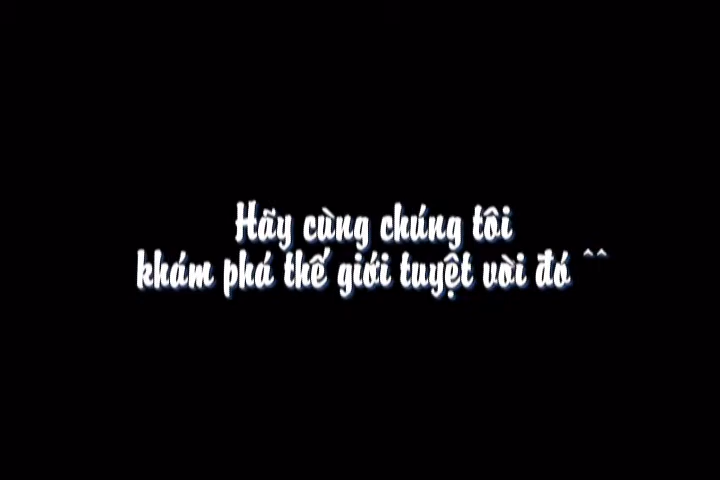 Hãy cùng chúng tôi
khám phá thế giới tuyệt vời đó ^^